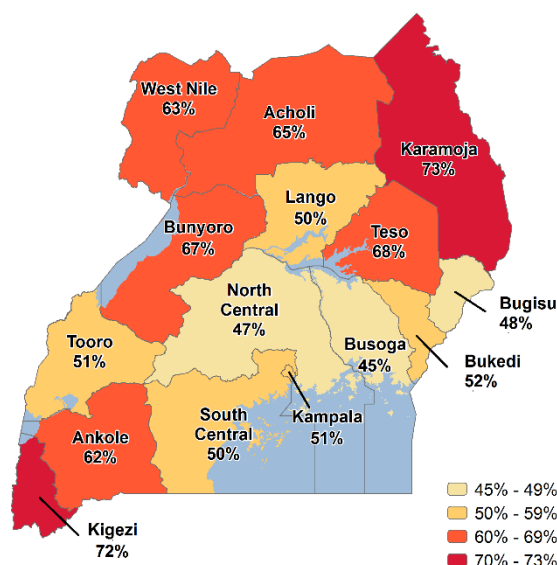 West Nile
63%
Acholi
65%
Karamoja
73%
Lango
50%
Bunyoro
67%
Teso
68%
North
Central
47%
Bugisu
48%
Tooro
51%
Busoga
45%
Bukedi
52%
Kampala
51%
South
Central
50%
Ankole
62%
Kigezi
72%
45% - 49%
50% - 59%
60% - 69%
70% - 73%